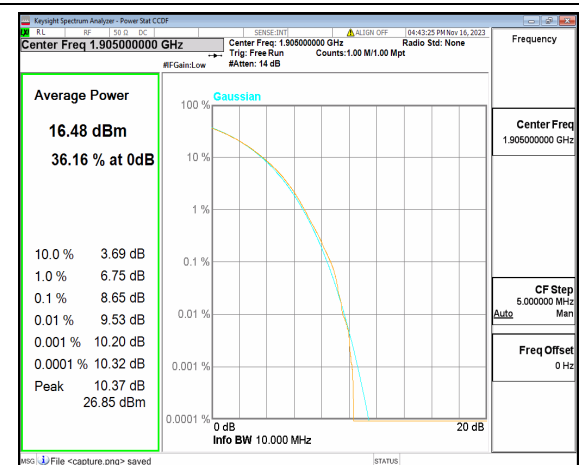 Keysight Spectrum Analyzer - Power Stat CCDF
RL RF 50 Ω DC SENSE:INT ALIGN OFF 04:43:25 PM Nov 16, 2023
Center Freq 1.905000000 GHz
Center Freq: 1.905000000 GHz Radio Std: None
Trig: Free Run Counts:1.00 M/1.00 Mpt
#IFGain:Low #Atten: 14 dB
Frequency
Center Freq
1.905000000 GHz
CF Step
5.000000 MHz
Auto Man
Freq Offset
0 Hz
Average Power
16.48 dBm
36.16 % at 0dB
10.0 % 3.69 dB
1.0 % 6.75 dB
0.1 % 8.65 dB
0.01 % 9.53 dB
0.001 % 10.20 dB
0.0001 % 10.32 dB
Peak 10.37 dB
26.85 dBm
Gaussian
100 %
10 %
1 %
0.1 %
0.01 %
0.001 %
0.0001 %
0 dB 20 dB
Info BW 10.000 MHz
MSG File <capture.png> saved STATUS